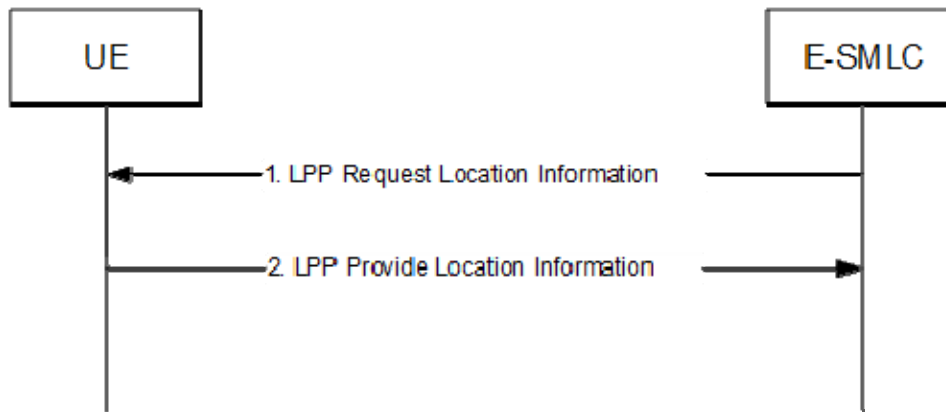 UE
E-SMLC
1. LPP Request Location Information
2. LPP Provide Location Information